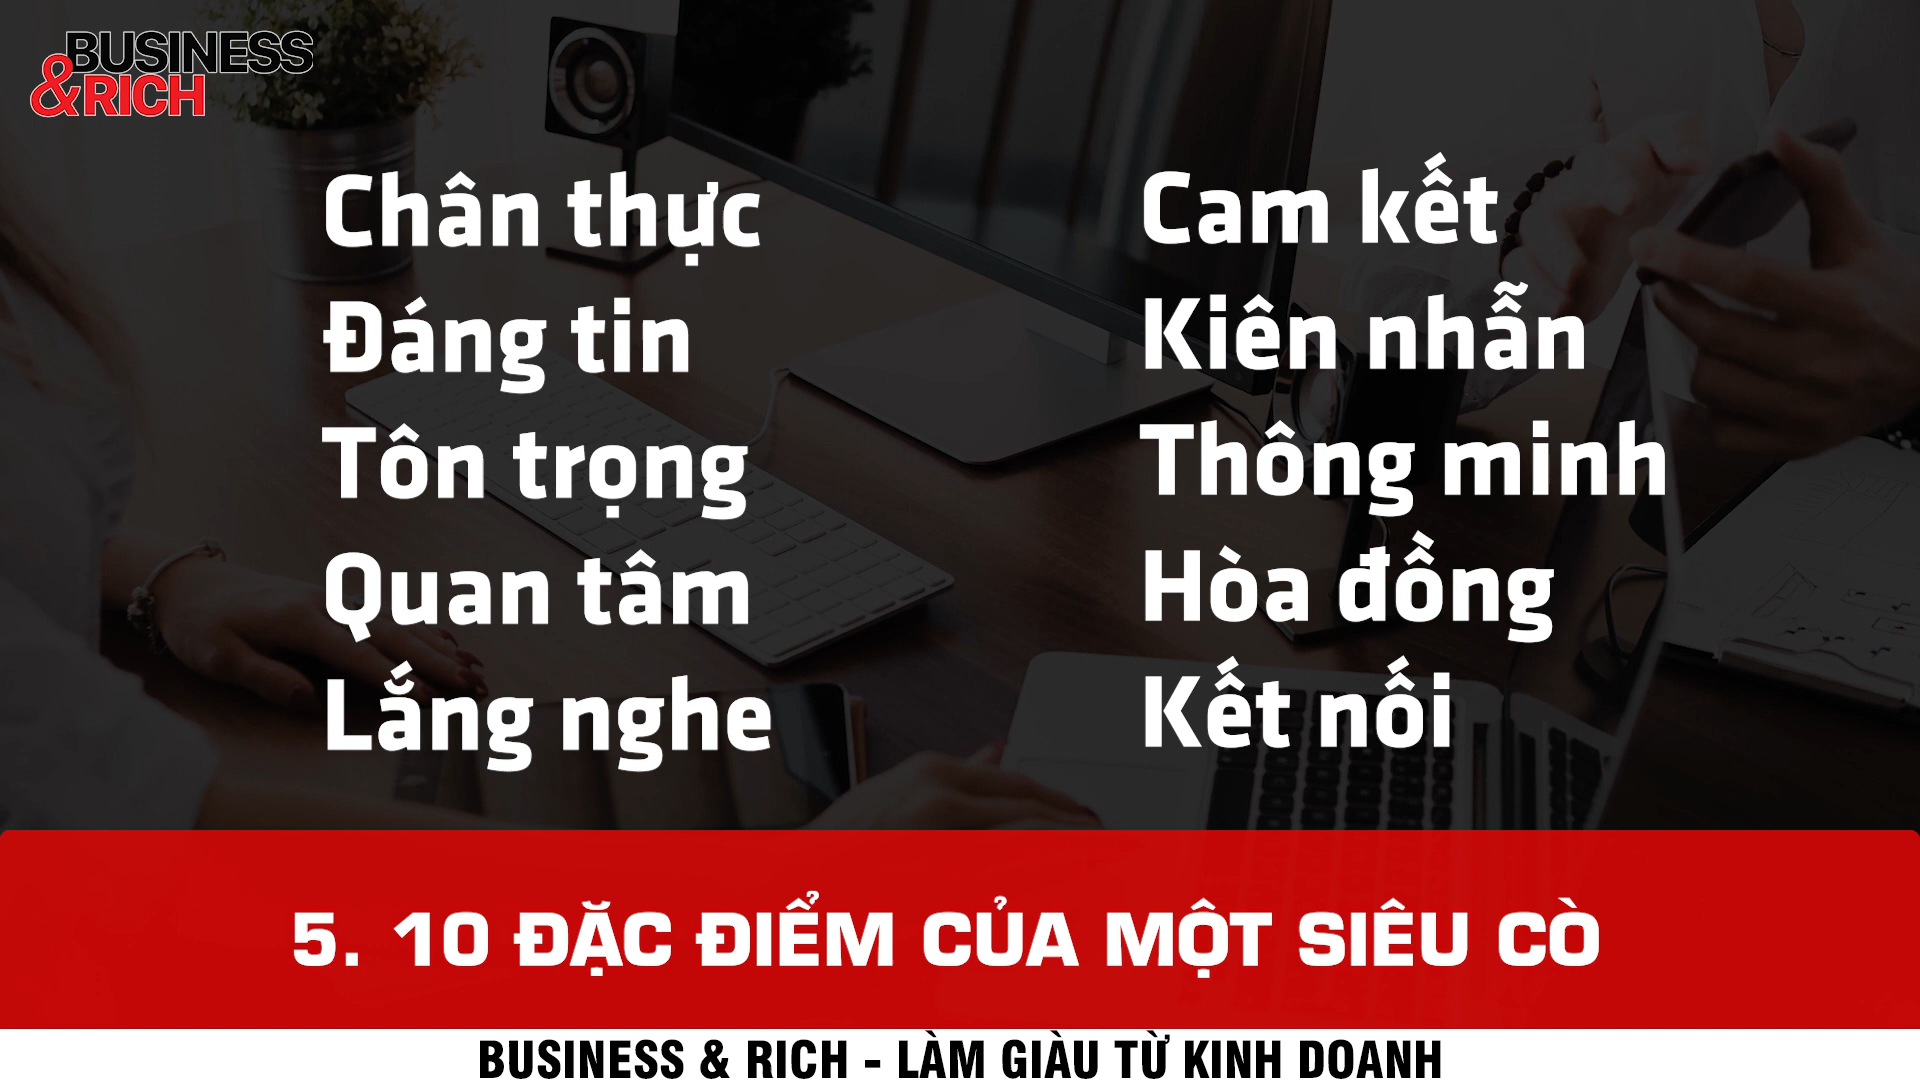 BUSINESS
&RICH
Chân thực
Đáng tin
Tôn trọng
Quan tâm
Lắng nghe
Cam kết
Kiên nhẫn
Thông minh
Hòa đồng
Kết nối
5. 10 ĐẶC ĐIỂM CỦA MỘT SIÊU CÒ
BUSINESS & RICH - LÀM GIÀU TỪ KINH DOANH